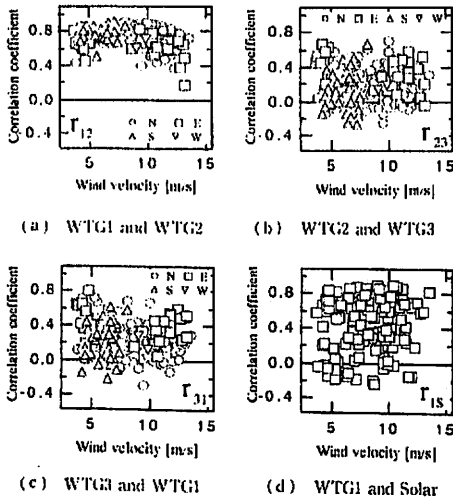 Correlation coefficient
0.8
0.4
0.0
-0.4
r12
○ N □ E
△ S ▽ W
5 10 15
Wind velocity [m/s]
(a) WTG1 and WTG2
Correlation coefficient
○ N □ E △ S ▽ W
0.8
0.4
0.0
-0.4
r23
5 10 15
Wind velocity [m/s]
(b) WTG2 and WTG3
Correlation coefficient
○ N □ E
△ S ▽ W
0.8
0.4
0.0
-0.4
r31
5 10 15
Wind velocity [m/s]
(c) WTG3 and WTG1
Correlation coefficient
0.8
0.4
0.0
-0.4
r1S
5 10 15
Wind velocity [m/s]
(d) WTG1 and Solar